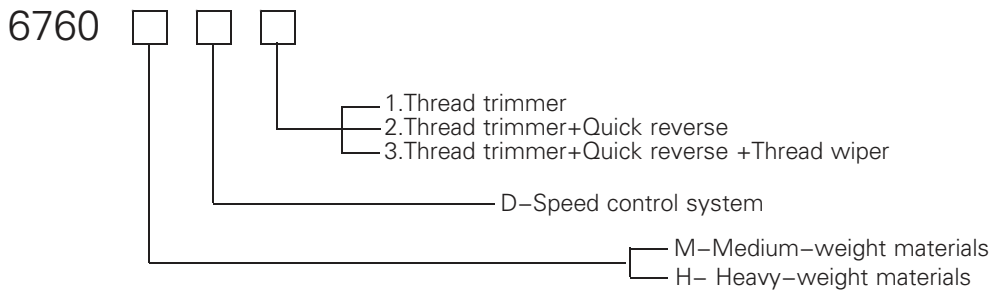 6760
1.Thread trimmer
2.Thread trimmer+Quick reverse
3.Thread trimmer+Quick reverse +Thread wiper
D–Speed control system
M–Medium–weight materials
H– Heavy–weight materials